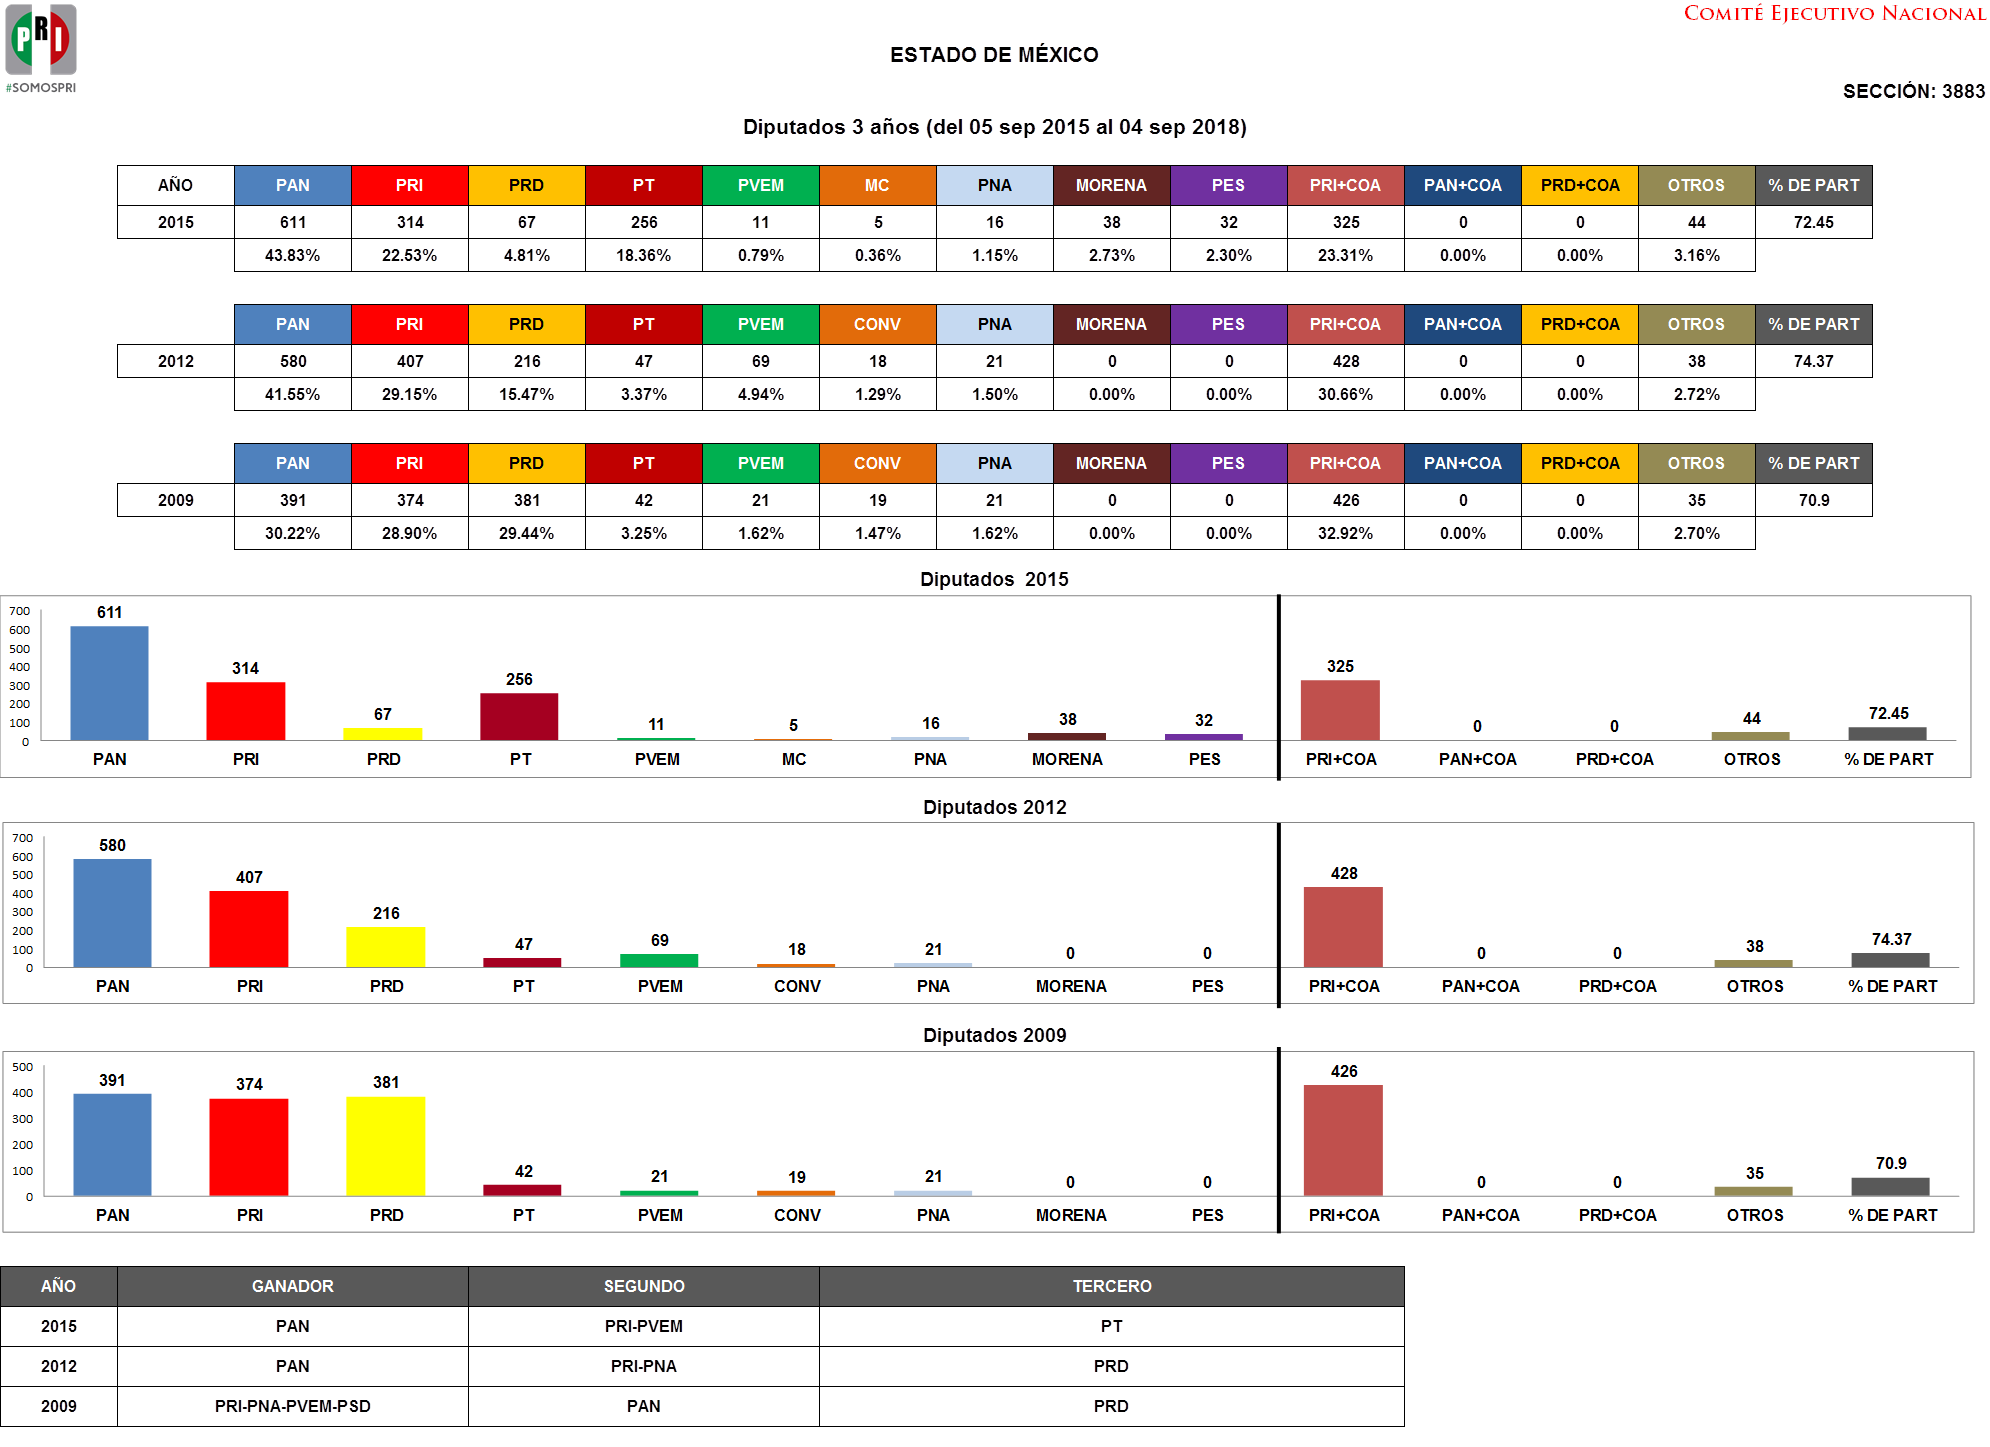 PRI
#SOMOSPRI
COMITÉ EJECUTIVO NACIONAL
ESTADO DE MÉXICO
SECCIÓN: 3883
Diputados 3 años (del 05 sep 2015 al 04 sep 2018)
AÑO PAN PRI PRD PT PVEM MC PNA MORENA PES PRI+COA PAN+COA PRD+COA OTROS % DE PART
2015 611 314 67 256 11 5 16 38 32 325 0 0 44 72.45
43.83% 22.53% 4.81% 18.36% 0.79% 0.36% 1.15% 2.73% 2.30% 23.31% 0.00% 0.00% 3.16%
PAN PRI PRD PT PVEM CONV PNA MORENA PES PRI+COA PAN+COA PRD+COA OTROS % DE PART
2012 580 407 216 47 69 18 21 0 0 428 0 0 38 74.37
41.55% 29.15% 15.47% 3.37% 4.94% 1.29% 1.50% 0.00% 0.00% 30.66% 0.00% 0.00% 2.72%
PAN PRI PRD PT PVEM CONV PNA MORENA PES PRI+COA PAN+COA PRD+COA OTROS % DE PART
2009 391 374 381 42 21 19 21 0 0 426 0 0 35 70.9
30.22% 28.90% 29.44% 3.25% 1.62% 1.47% 1.62% 0.00% 0.00% 32.92% 0.00% 0.00% 2.70%
Diputados 2015
700
600
500
400
300
200
100
0
611 314 67 256 11 5 16 38 32 325 0 0 44 72.45
PAN PRI PRD PT PVEM MC PNA MORENA PES PRI+COA PAN+COA PRD+COA OTROS % DE PART
Diputados 2012
700
600
500
400
300
200
100
0
580 407 216 47 69 18 21 0 0 428 0 0 38 74.37
PAN PRI PRD PT PVEM CONV PNA MORENA PES PRI+COA PAN+COA PRD+COA OTROS % DE PART
Diputados 2009
500
400
300
200
100
0
391 374 381 42 21 19 21 0 0 426 0 0 35 70.9
PAN PRI PRD PT PVEM CONV PNA MORENA PES PRI+COA PAN+COA PRD+COA OTROS % DE PART
AÑO GANADOR SEGUNDO TERCERO
2015 PAN PRI-PVEM PT
2012 PAN PRI-PNA PRD
2009 PRI-PNA-PVEM-PSD PAN PRD